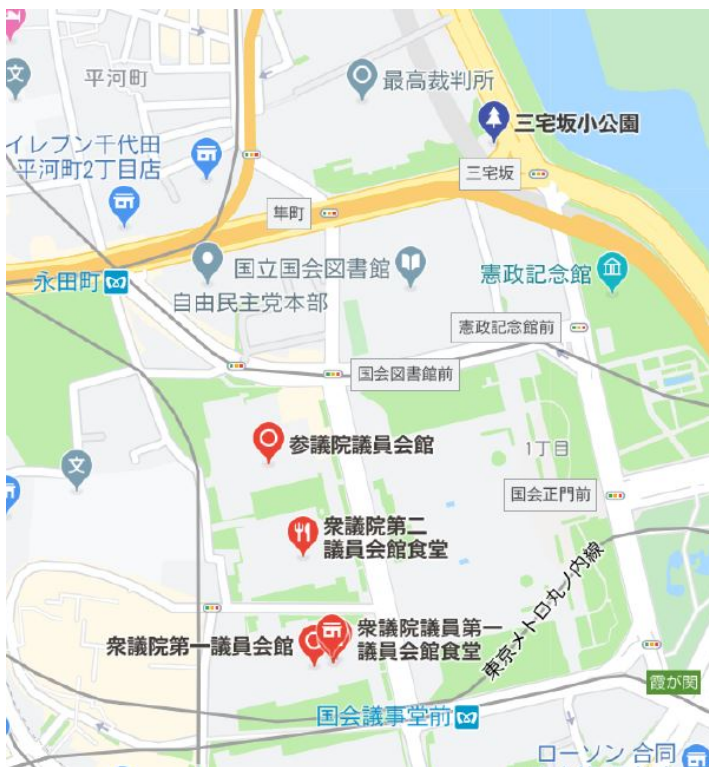 平河町
文
最高裁判所
三宅坂小公園
イレブン千代田
平河町2丁目店
三宅坂
隼町
国立国会図書館
憲政記念館
永田町
自由民主党本部
憲政記念館前
国会図書館前
参議院議員会館
1丁目
文
国会正門前
衆議院第二
議員会館食堂
東京メトロ丸ノ内線
衆議院第一議員会館
衆議院議員第一
議員会館食堂
霞が関
国会議事堂前
ローソン 合同